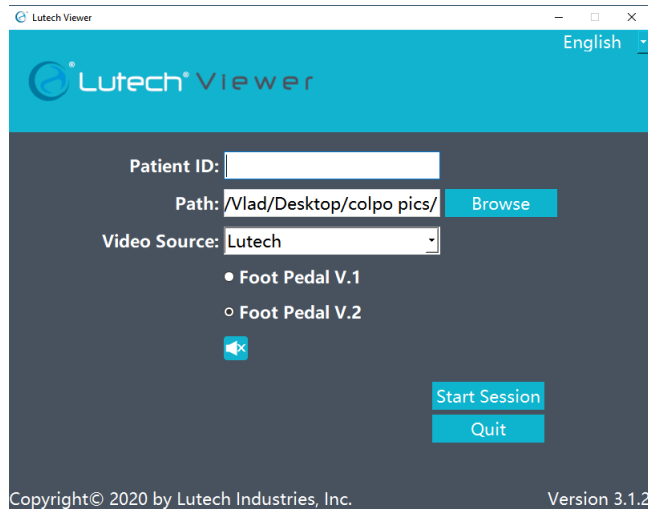 Lutech Viewer
English
Lutech® Viewer
Patient ID:
Path: /Vlad/Desktop/colpo pics/ Browse
Video Source: Lutech
Foot Pedal V.1
Foot Pedal V.2
Start Session
Quit
Copyright© 2020 by Lutech Industries, Inc. Version 3.1.2